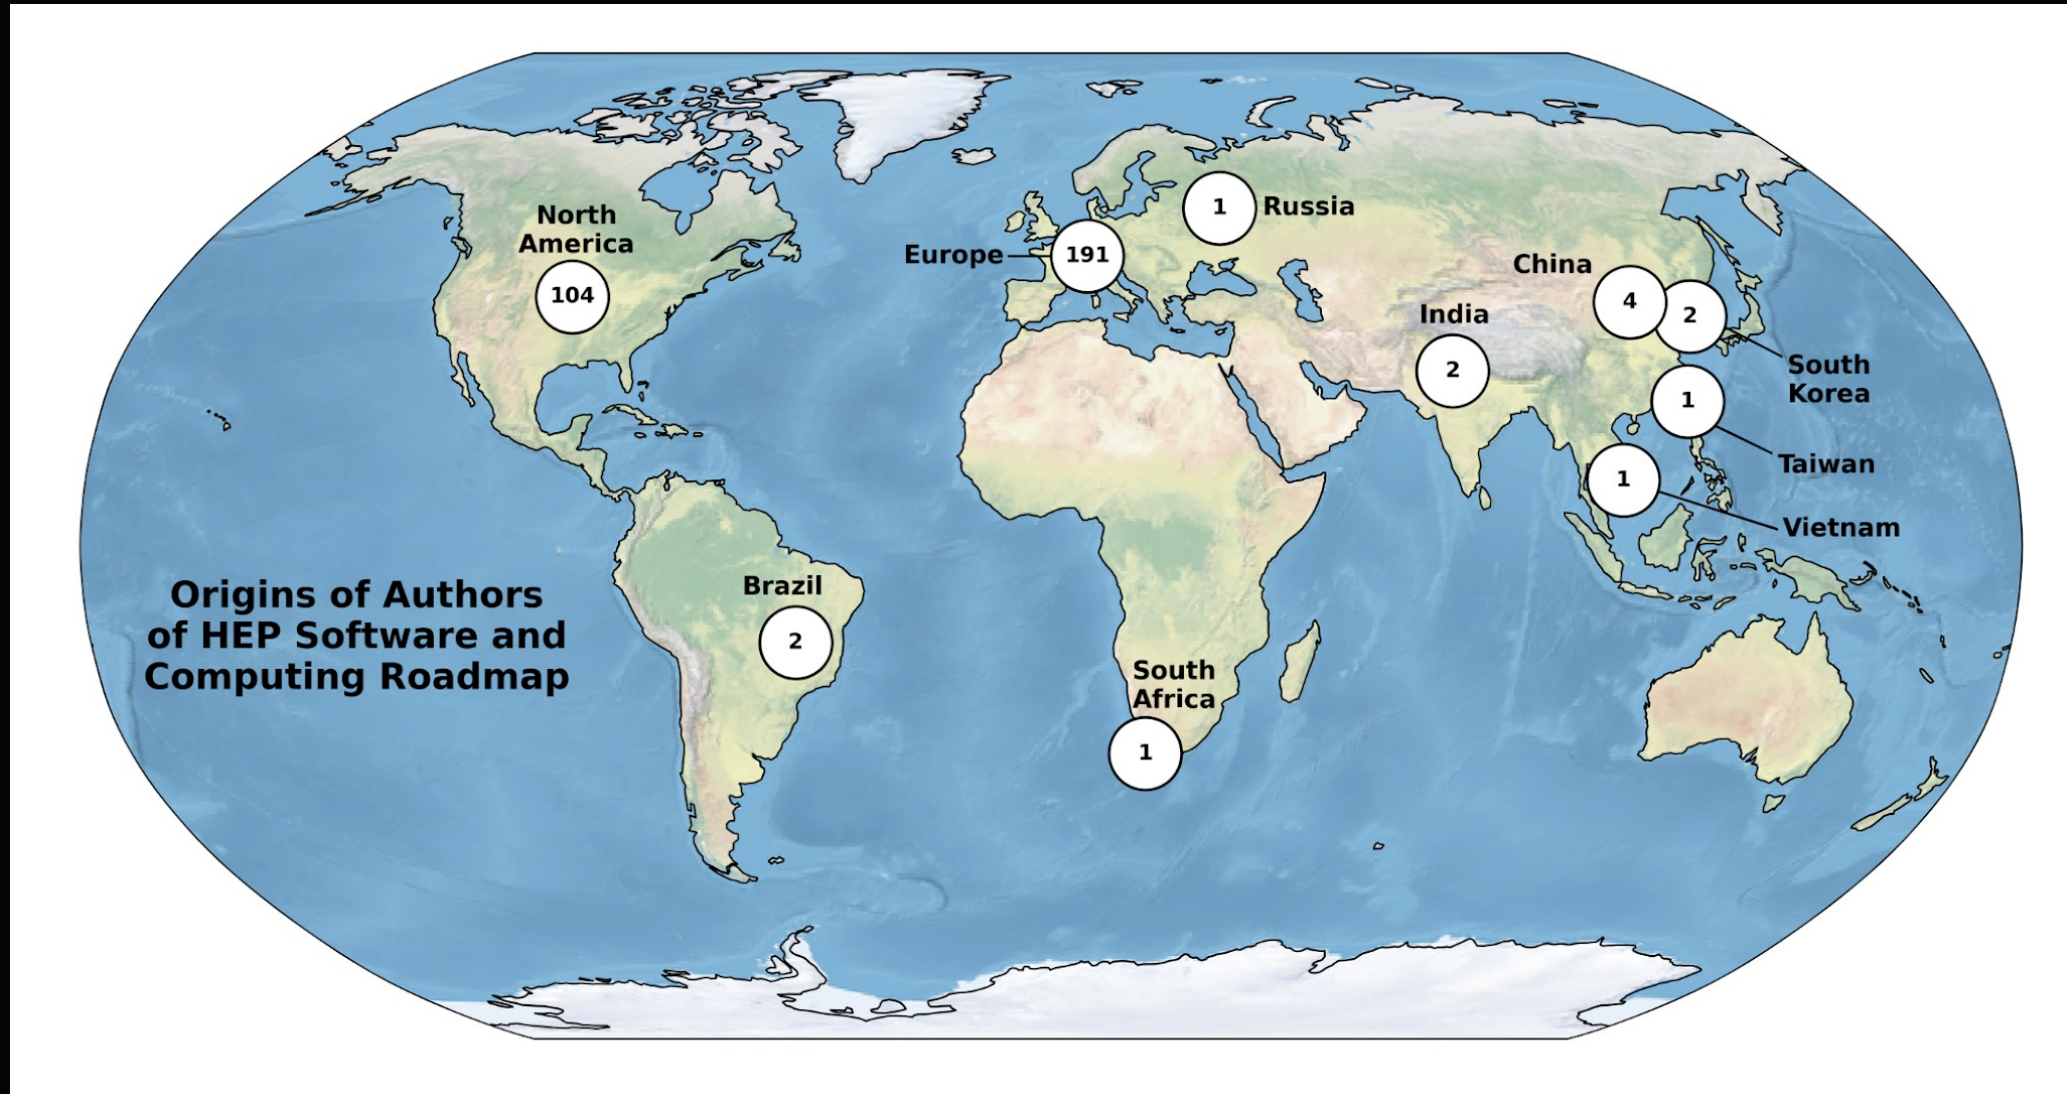 North
America
104
Europe
191
1
Russia
China
4
2
South
Korea
India
2
1
Taiwan
1
Vietnam
Brazil
2
South
Africa
1
Origins of Authors
of HEP Software and
Computing Roadmap